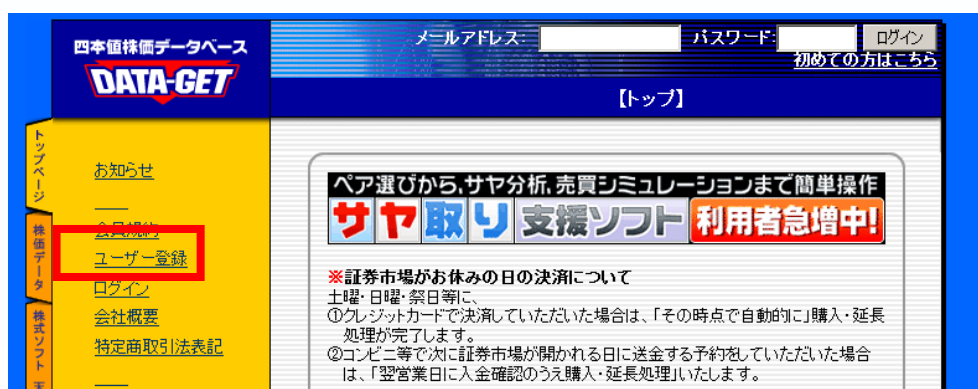 四本値株価データベース
DATA-GET
メールアドレス:
パスワード:
ログイン
初めての方はこちら
【トップ】
トップページ
株価データ
株式ソフト
お知らせ
会員規約
ユーザー登録
ログイン
会社概要
特定商取引法表記
ペア選びから,サヤ分析,売買シミュレーションまで簡単操作
サヤ取り支援ソフト 利用者急増中!
※証券市場がお休みの日の決済について
土曜・日曜・祭日等に、
①クレジットカードで決済していただいた場合は、「その時点で自動的に」購入・延長
処理が完了します。
②コンビニ等で次に証券市場が開かれる日に送金する予約をしていただいた場合
は、「翌営業日に入金確認のうえ購入・延長処理」いたします。